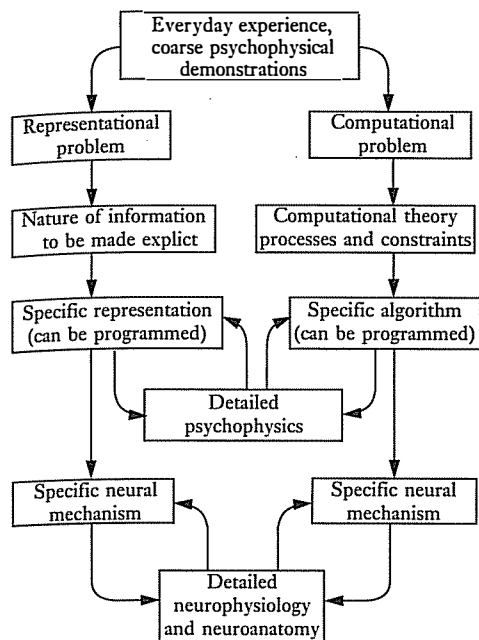 Everyday experience,
coarse psychophysical
demonstrations
Representational
problem
Computational
problem
Nature of information
to be made explict
Computational theory
processes and constraints
Specific representation
(can be programmed)
Specific algorithm
(can be programmed)
Detailed
psychophysics
Specific neural
mechanism
Specific neural
mechanism
Detailed
neurophysiology
and neuroanatomy